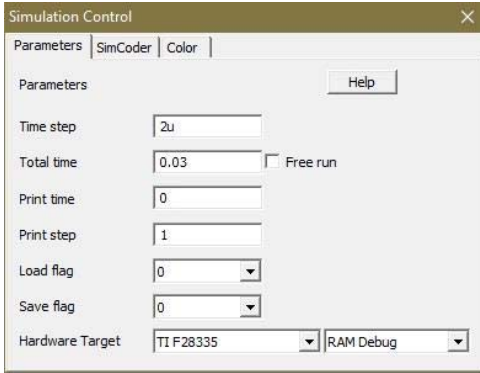 Simulation Control
Parameters SimCoder Color
Parameters Help
Time step 2u
Total time 0.03 Free run
Print time 0
Print step 1
Load flag 0
Save flag 0
Hardware Target TI F28335 RAM Debug